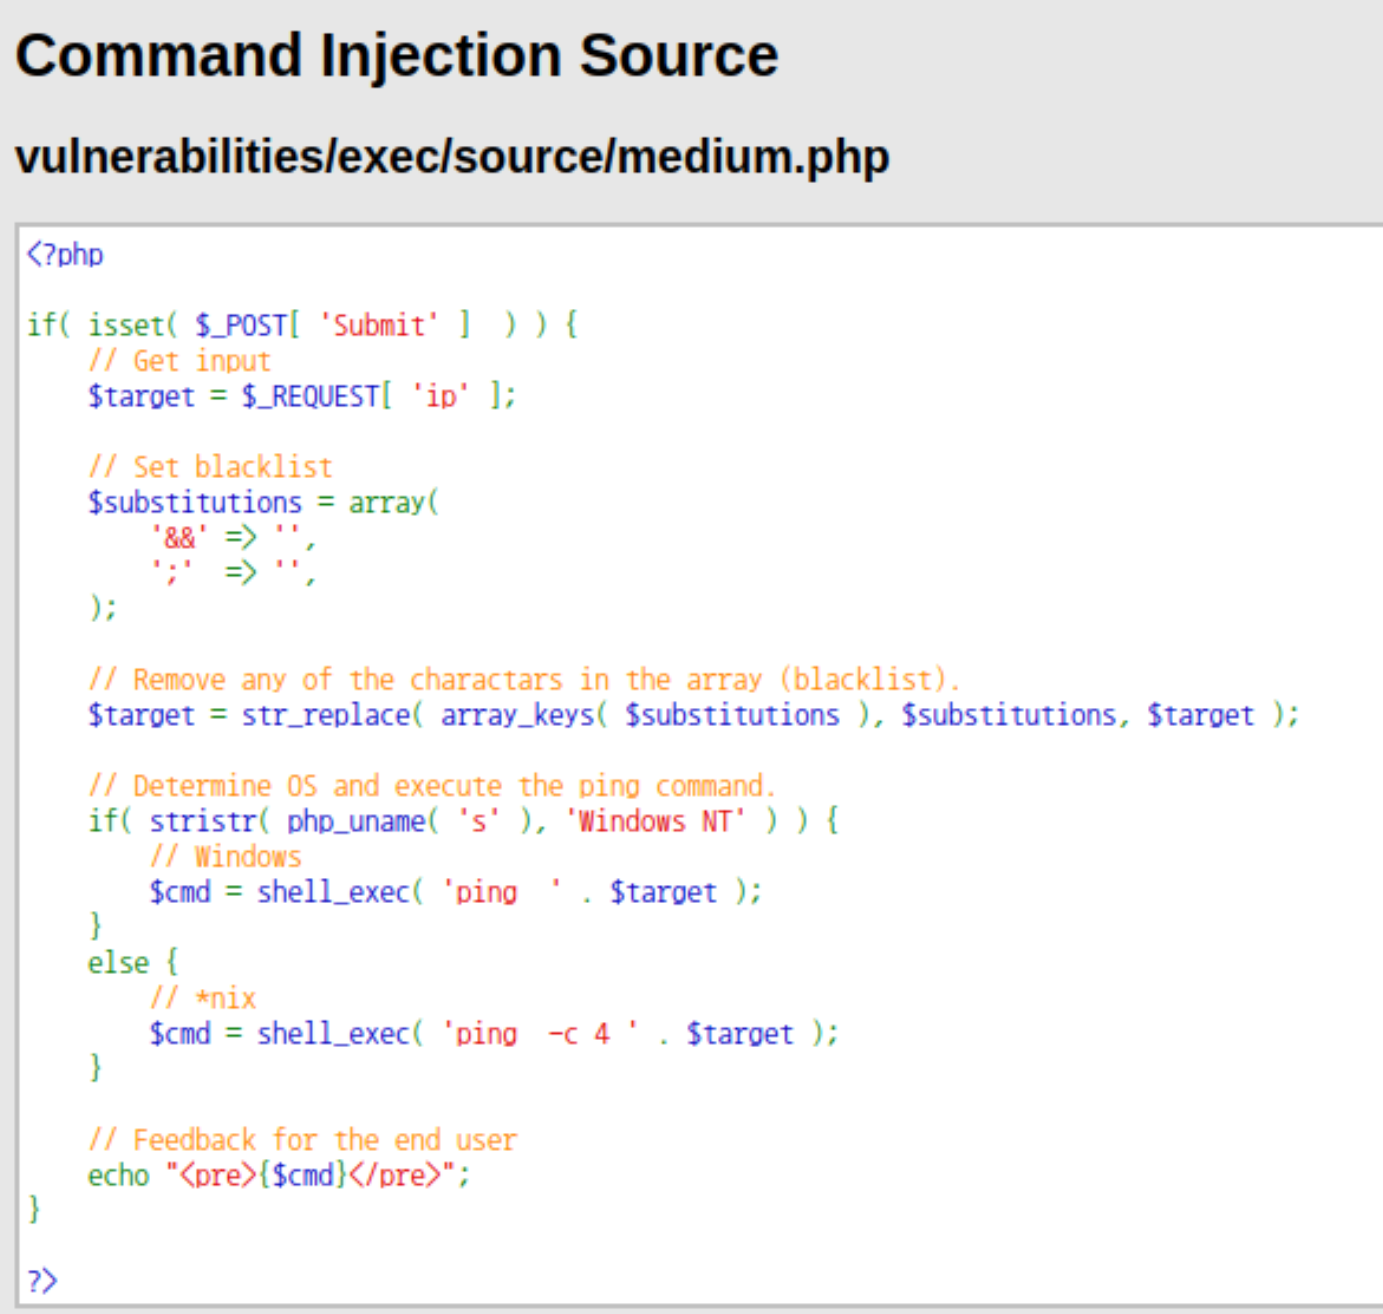 Command Injection Source
vulnerabilities/exec/source/medium.php
<?php
if( isset( $_POST[ 'Submit' ]  ) ) {
    // Get input
    $target = $_REQUEST[ 'ip' ];
    // Set blacklist
    $substitutions = array(
        '&&' => '',
        ';'  => '',
    );
    // Remove any of the charactars in the array (blacklist).
    $target = str_replace( array_keys( $substitutions ), $substitutions, $target );
    // Determine OS and execute the ping command.
    if( stristr( php_uname( 's' ), 'Windows NT' ) ) {
        // Windows
        $cmd = shell_exec( 'ping  ' . $target );
    }
    else {
        // *nix
        $cmd = shell_exec( 'ping  -c 4 ' . $target );
    }
    // Feedback for the end user
    echo "<pre>{$cmd}</pre>";
}
?>